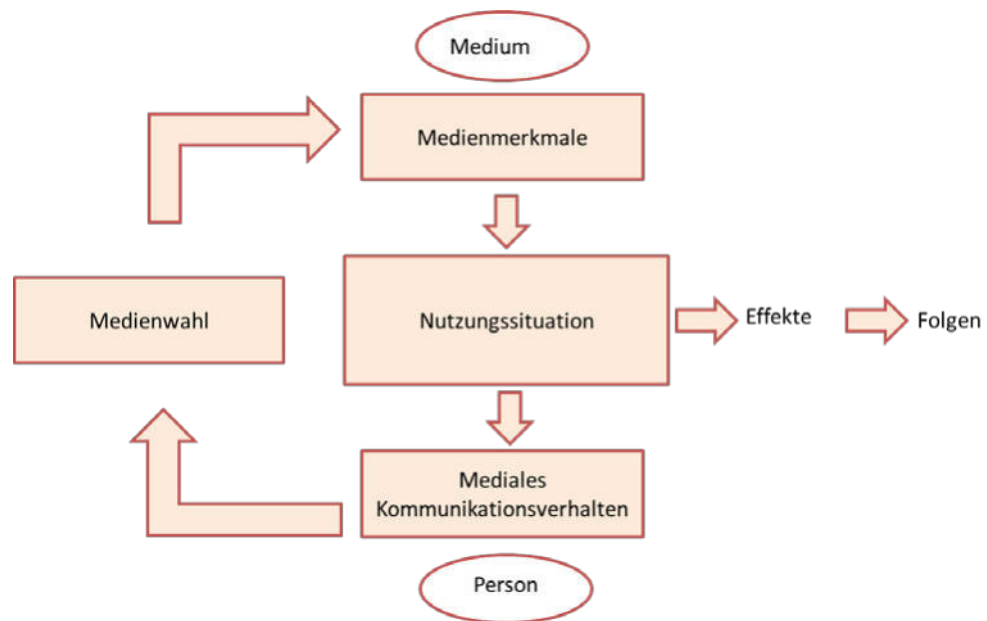 Medium
Medienmerkmale
Medienwahl
Nutzungssituation
Effekte
Folgen
Mediales
Kommunikationsverhalten
Person